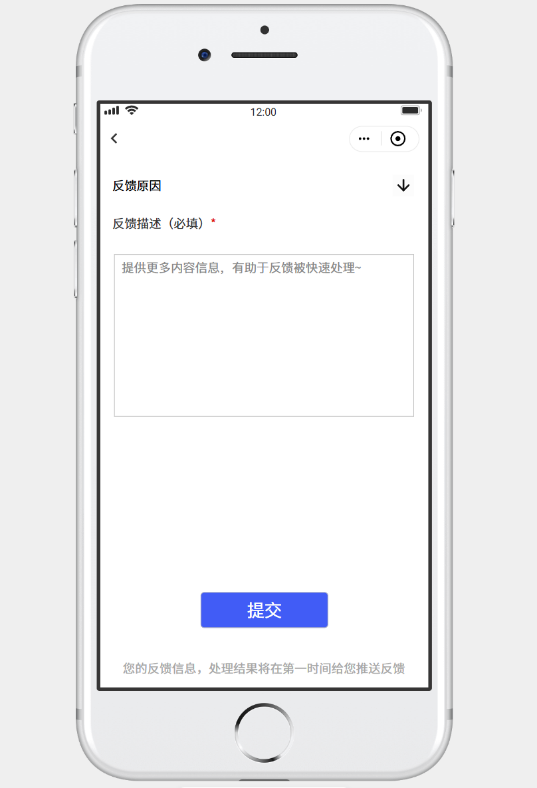 12:00
反馈原因
反馈描述（必填）*
提供更多内容信息，有助于反馈被快速处理~
提交
您的反馈信息，处理结果将在第一时间给您推送反馈